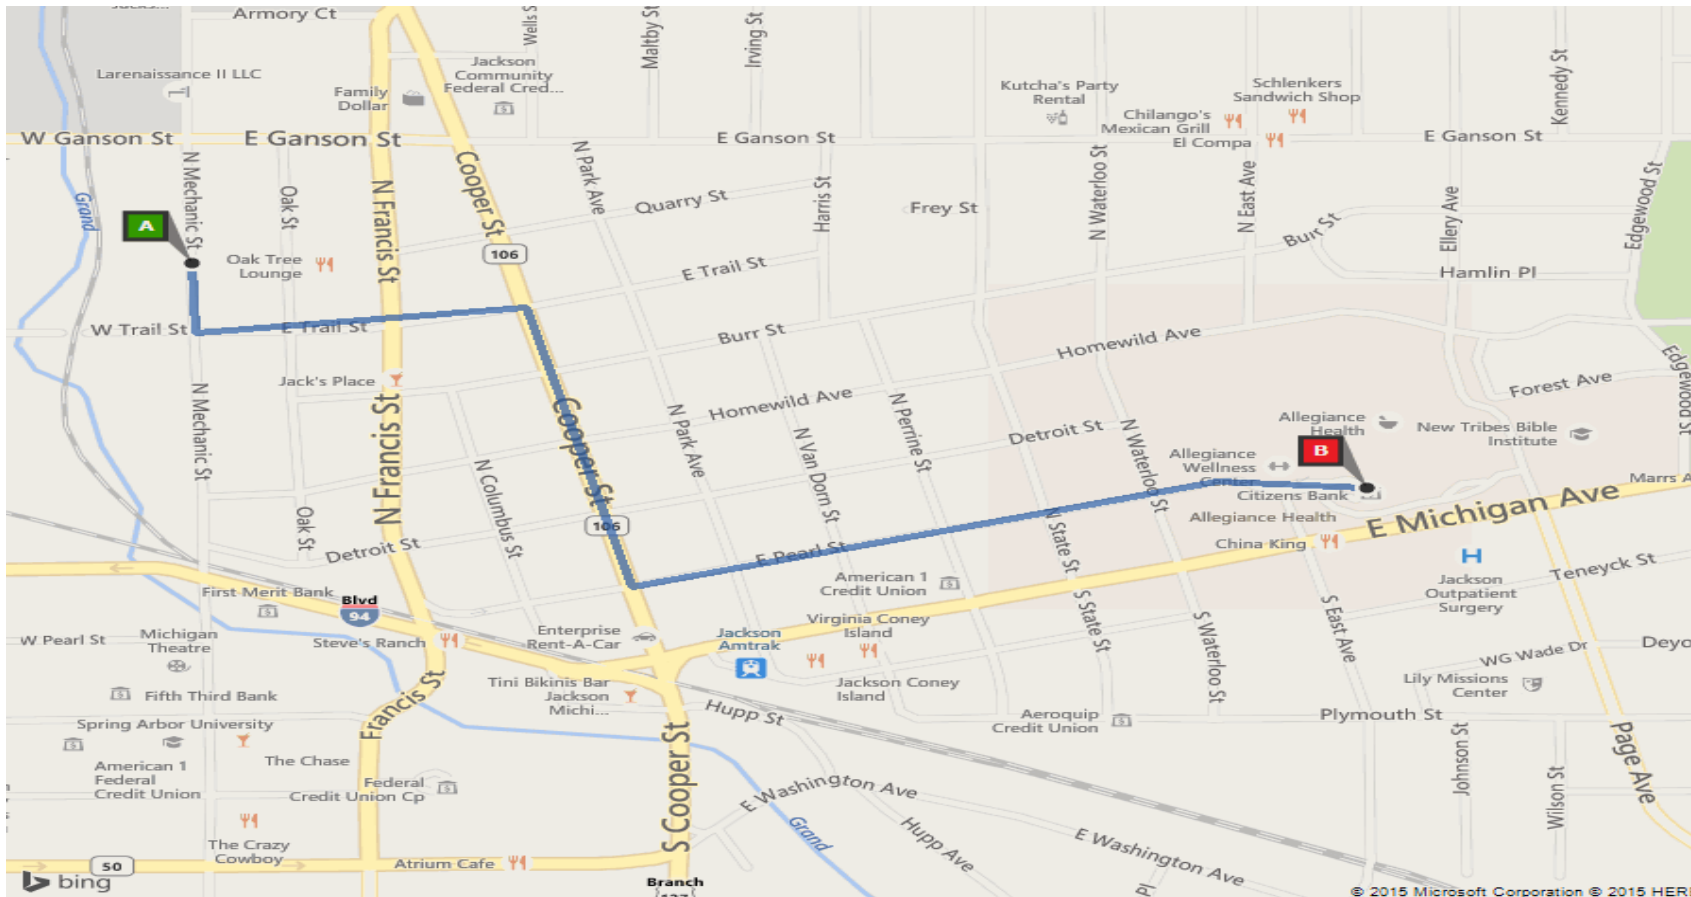 Armory Ct
Wells S
Maltby St
Irving St
Kennedy St
Larenaissance II LLC
Family
Dollar
Jackson
Community
Federal Cred...
Kutcha's Party
Rental
Schlenkers
Sandwich Shop
Chilango's
Mexican Grill
El Compa
W Ganson St
E Ganson St
E Ganson St
E Ganson St
N Mechanic St
Oak St
N Francis St
Cooper St
N Park Ave
Quarry St
Harris St
Frey St
N Waterloo St
N East Ave
Burr St
Ellery Ave
Edgewood St
Grand
A
Oak Tree
Lounge
106
E Trail St
Hamlin Pl
W Trail St
E Trail St
Burr St
Homewild Ave
Jack's Place
Homewild Ave
Forest Ave
Edgewood St
N Mechanic St
N Francis St
Cooper St
N Park Ave
N Van Dorn St
N Perrine St
Detroit St
N Waterloo St
Allegiance
Health
B
New Tribes Bible
Institute
Allegiance
Wellness
Center
Citizens Bank
Marrs A
N Columbus St
Oak St
106
Detroit St
E Pearl St
N State St
Allegiance Health
E Michigan Ave
China King
American 1
Credit Union
Jackson
Outpatient
Surgery
H
Teneyck St
First Merit Bank
Blvd
94
Steve's Ranch
Enterprise
Rent-A-Car
Jackson
Amtrak
Virginia Coney
Island
S State St
S Waterloo St
S East Ave
W Pearl St
Michigan
Theatre
WG Wade Dr
Deyo
Lily Missions
Center
Fifth Third Bank
Francis St
Tini Bikinis Bar
Jackson
Michi...
Jackson Coney
Island
Hupp St
Aeroquip
Credit Union
Plymouth St
Spring Arbor University
American 1
Federal
Credit Union
The Chase
Federal
Credit Union Cp
S Cooper St
Johnson St
Wilson St
Page Ave
E Washington Ave
Grand
Hupp Ave
E Washington Ave
The Crazy
Cowboy
50
Atrium Cafe
Branch
Pl
bing
© 2015 Microsoft Corporation © 2015 HERE